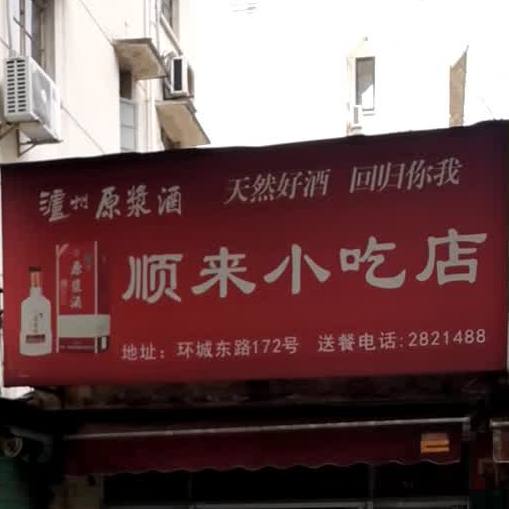 泸州原浆酒 天然好酒 回归你我
顺来小吃店
原浆酒
地址：环城东路172号 送餐电话:2821488